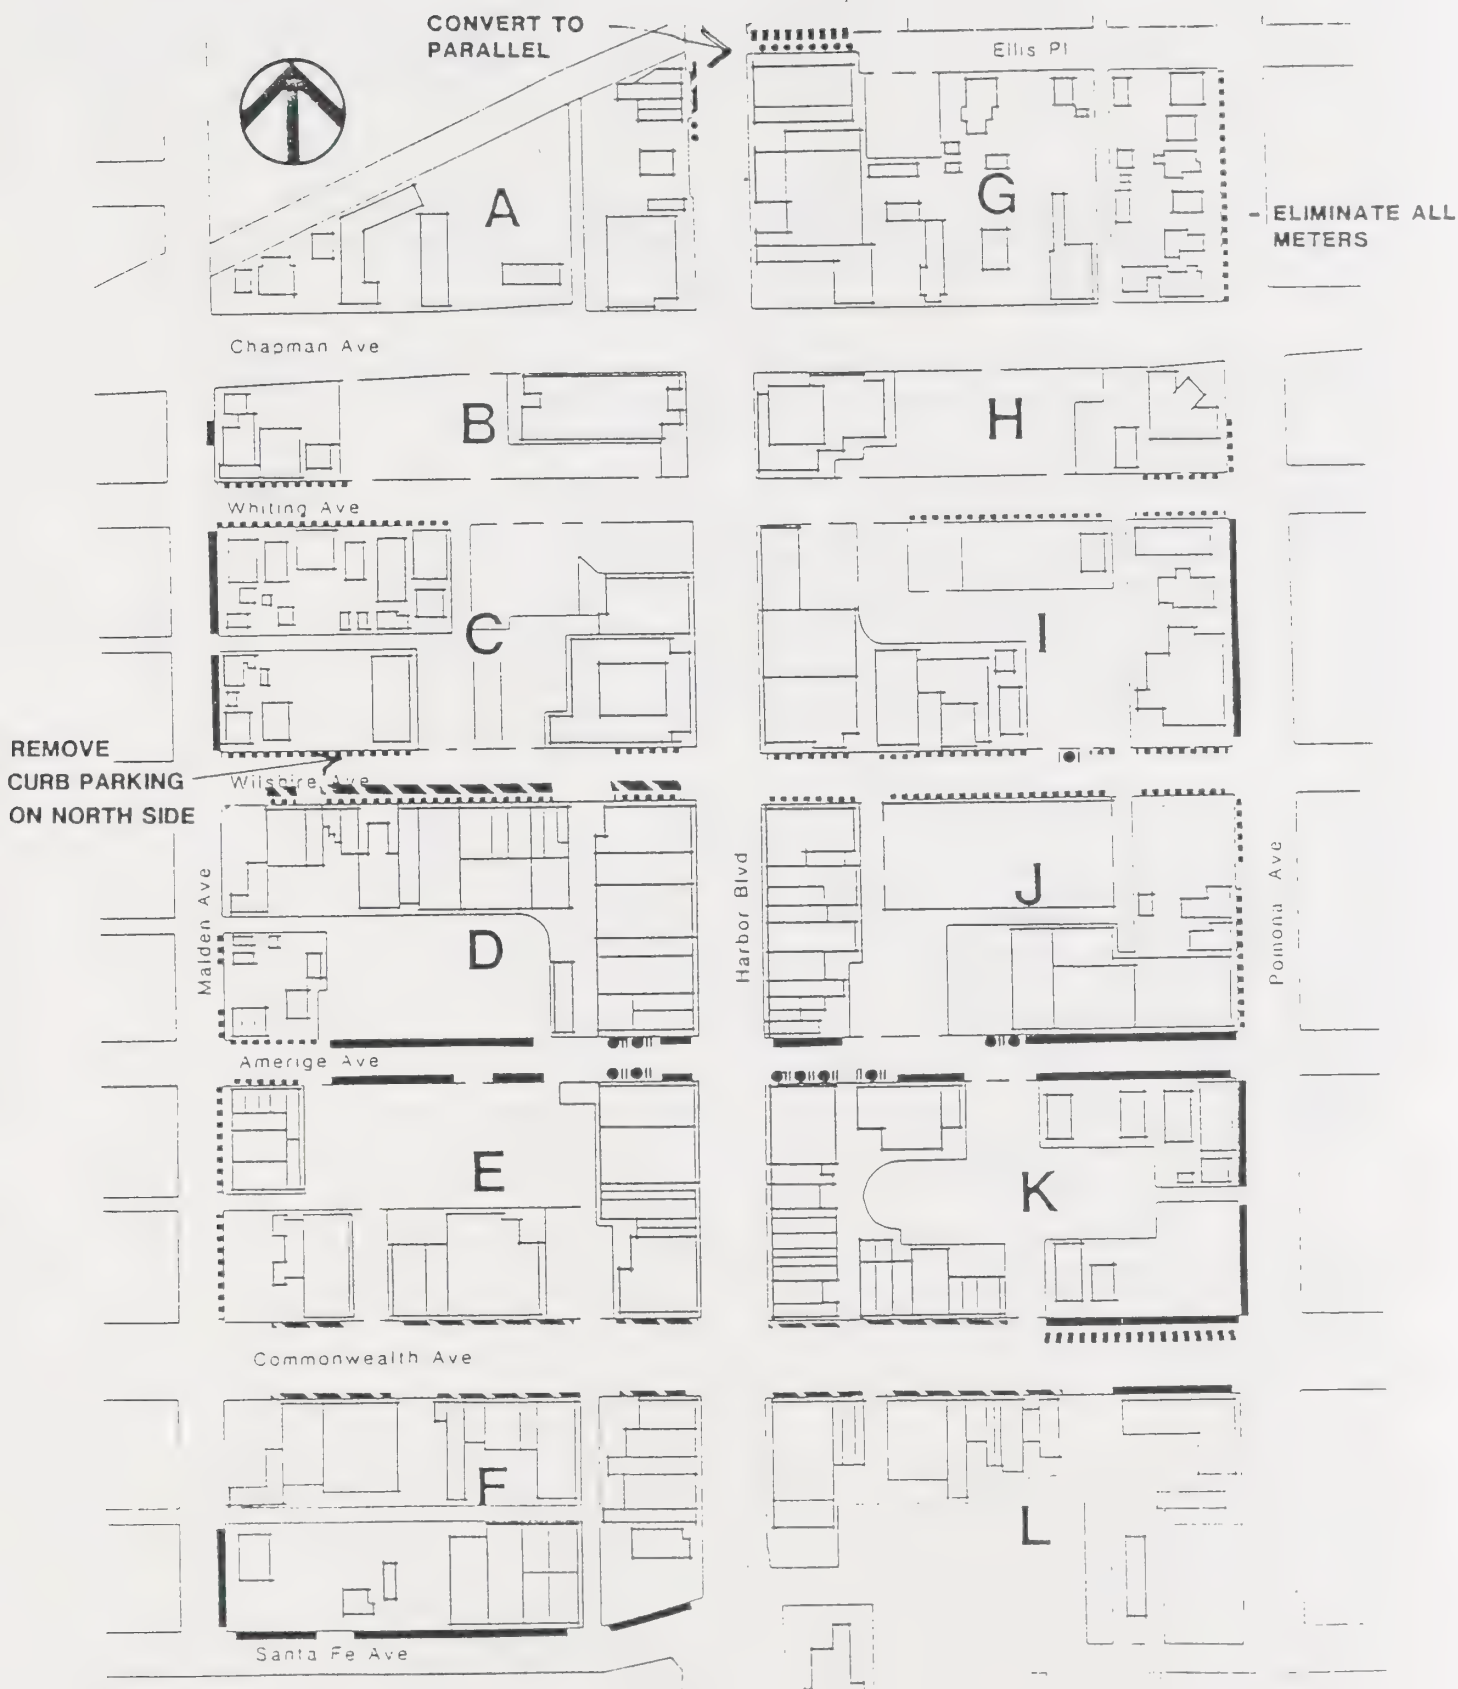 CONVERT TO
PARALLEL
Ellis Pl
A
G
ELIMINATE ALL
METERS
Chapman Ave
B
H
Whiting Ave
C
I
REMOVE
CURB PARKING
ON NORTH SIDE
Wilshire Ave
Malden Ave
D
Harbor Blvd
J
Pomona Ave
Amerige Ave
E
K
Commonwealth Ave
F
L
Santa Fe Ave